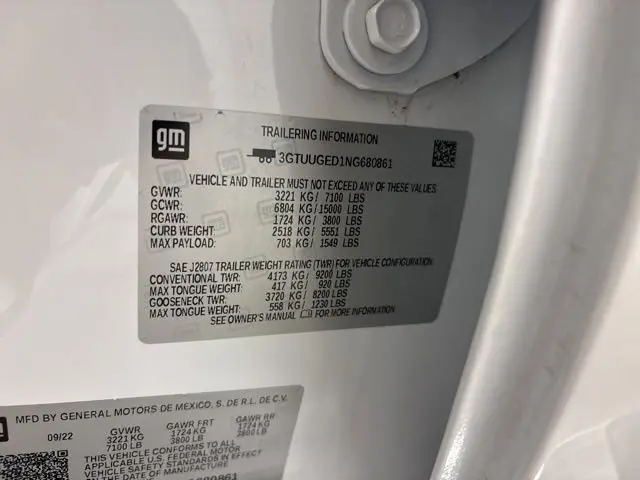 gm
TRAILERING INFORMATION
3GTUUGED1NG680861
VEHICLE AND TRAILER MUST NOT EXCEED ANY OF THESE VALUES
GVWR: 3221 KG/ 7100 LBS
GCWR: 6804 KG/15000 LBS
RGAWR: 1724 KG/ 3800 LBS
CURB WEIGHT: 2518 KG/ 5551 LBS
MAX PAYLOAD: 703 KG/ 1549 LBS
SAE J2807 TRAILER WEIGHT RATING (TWR) FOR VEHICLE CONFIGURATION:
CONVENTIONAL TWR: 4173 KG/ 9200 LBS
MAX TONGUE WEIGHT: 417 KG/ 920 LBS
GOOSENECK TWR: 3720 KG/ 8200 LBS
MAX TONGUE WEIGHT: 558 KG/ 1230 LBS
SEE OWNER'S MANUAL FOR MORE INFORMATION
MFD BY GENERAL MOTORS DE MEXICO, S. DE R.L. DE C.V.
09/22 GVWR GAWR FRT GAWR RR
3221 KG 1724 KG 1724 KG
7100 LB 3800 LB 3800 LB
THIS VEHICLE CONFORMS TO ALL
APPLICABLE U.S. FEDERAL MOTOR
VEHICLE SAFETY STANDARDS IN EFFECT
DATE OF MANUFACTURE